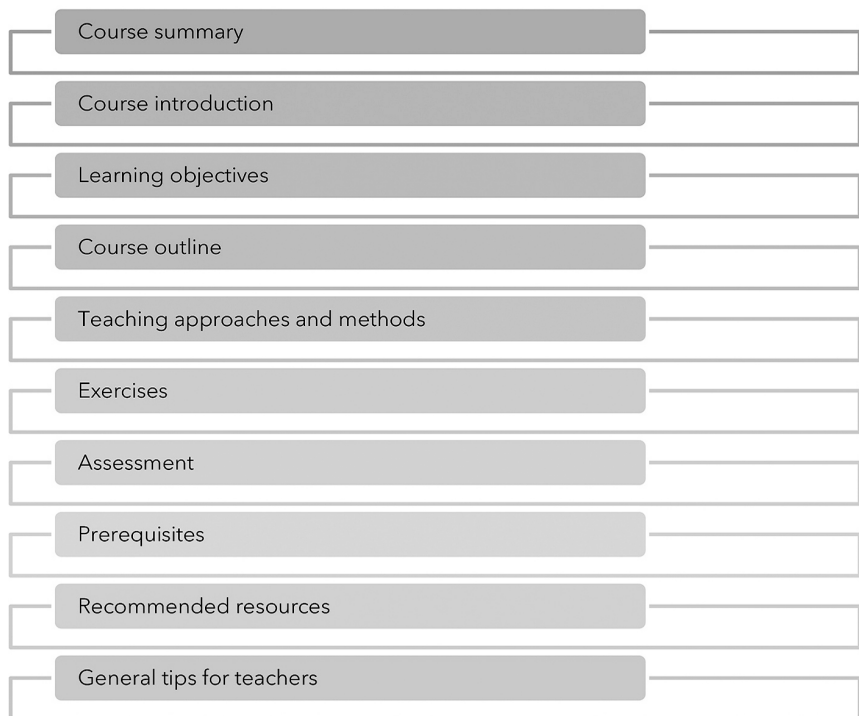 Course summary
Course introduction
Learning objectives
Course outline
Teaching approaches and methods
Exercises
Assessment
Prerequisites
Recommended resources
General tips for teachers